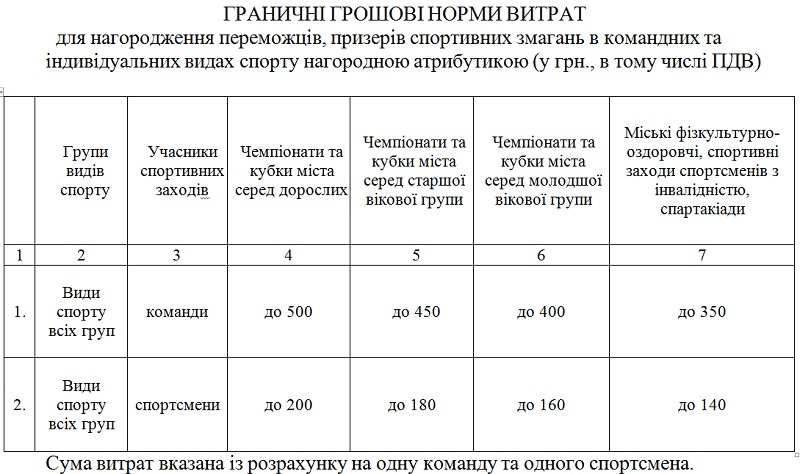 ГРАНИЧНІ ГРОШОВІ НОРМИ ВИТРАТ
для нагородження переможців, призерів спортивних змагань в командних та
індивідуальних видах спорту нагородною атрибутикою (у грн., в тому числі ПДВ)
Групи
видів
спорту
Учасники
спортивних
заходів
Чемпіонати та
кубки міста
серед дорослих
Чемпіонати та
кубки міста
серед старшої
вікової групи
Чемпіонати та
кубки міста
серед молодшої
вікової групи
Міські фізкультурно-
оздоровчі, спортивні
заходи спортсменів з
інвалідністю,
спартакіади
1 2 3 4 5 6 7
1. Види
спорту
всіх груп
команди
до 500
до 450
до 400
до 350
2. Види
спорту
всіх груп
спортсмени
до 200
до 180
до 160
до 140
Сума витрат вказана із розрахунку на одну команду та одного спортсмена.